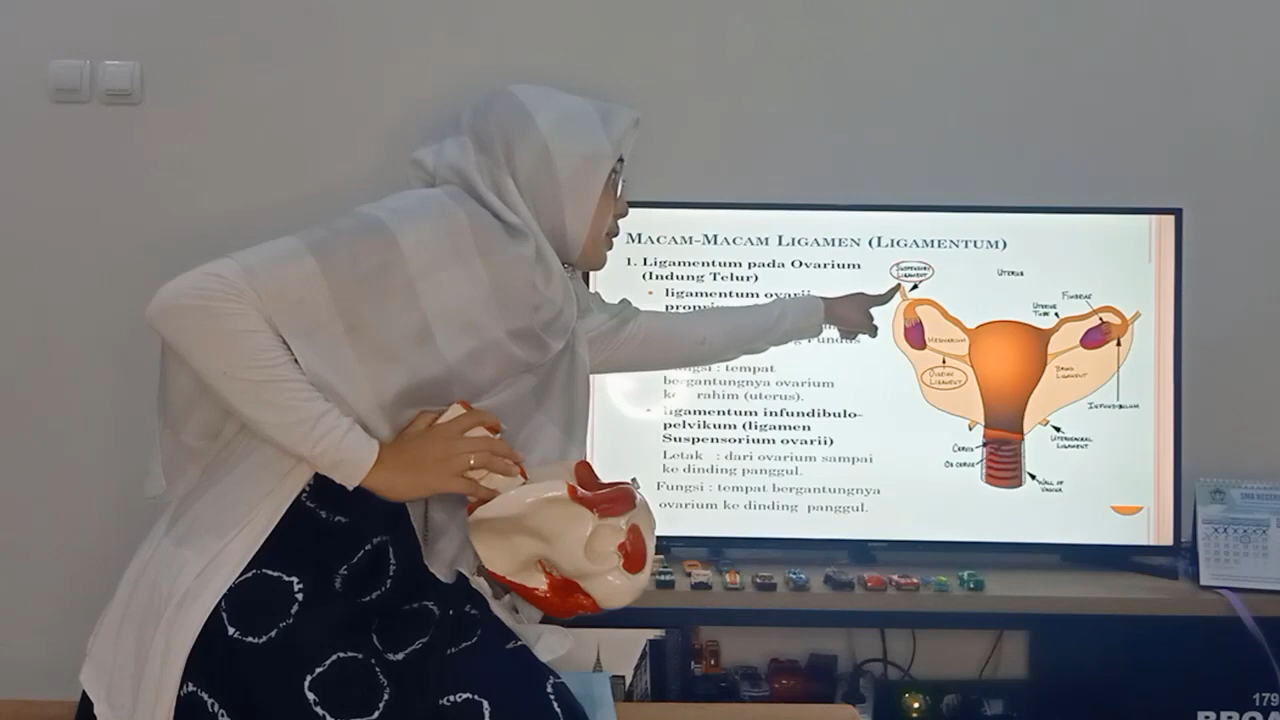 MACAM-MACAM LIGAMEN (LIGAMENTUM)
1. Ligamentum pada Ovarium
(Indung Telur)
• ligamentum ovarii
Fundus
: tempat
bergantungnya ovarium
rahim (uterus).
• ligamentum infundibulo-
pelvikum (ligamen
Suspensorium ovarii)
Letak : dari ovarium sampai
ke dinding panggul.
Fungsi : tempat bergantungnya
ovarium ke dinding panggul.
SUSPENSORY
LIGAMENT
UTERUS
FIMBRIAE
UTERINE
TUBE
MESOVARIUM
OVARIAN
LIGAMENT
BROAD
LIGAMENT
INFUNDIBULUM
UTEROSACRAL
LIGAMENT
CERVIX
OS CERVIX
WALL OF
VAGINA
SMA NEGERI
179